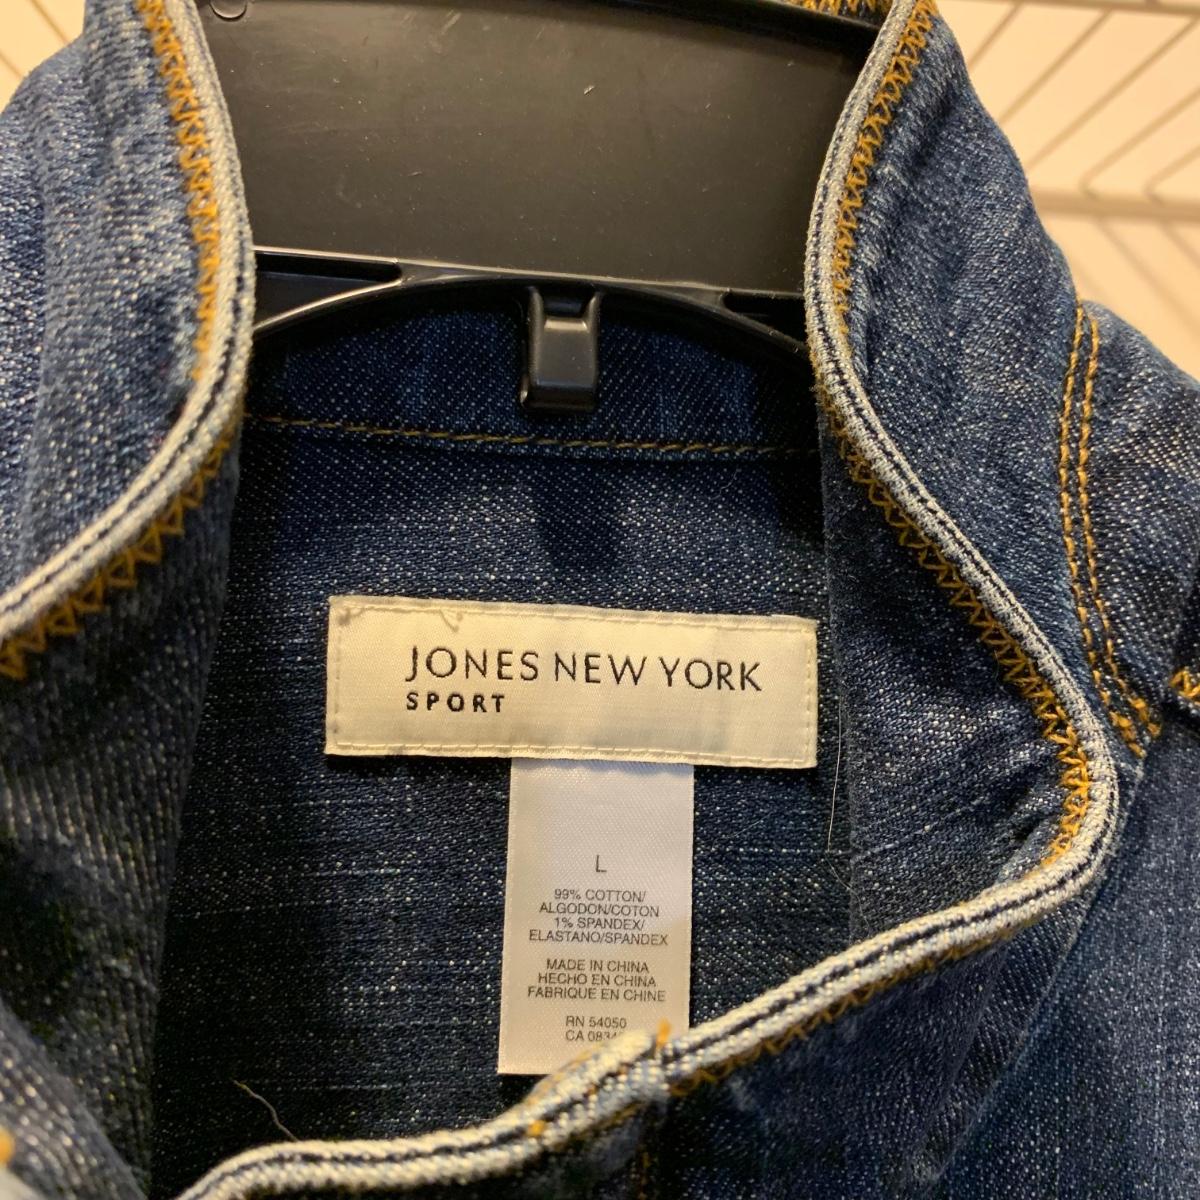 JONES NEW YORK
SPORT
L
99% COTTON/
ALGODON/COTON
1% SPANDEX/
ELASTANO/SPANDEX
MADE IN CHINA
HECHO EN CHINA
FABRIQUE EN CHINE
RN 54050
CA